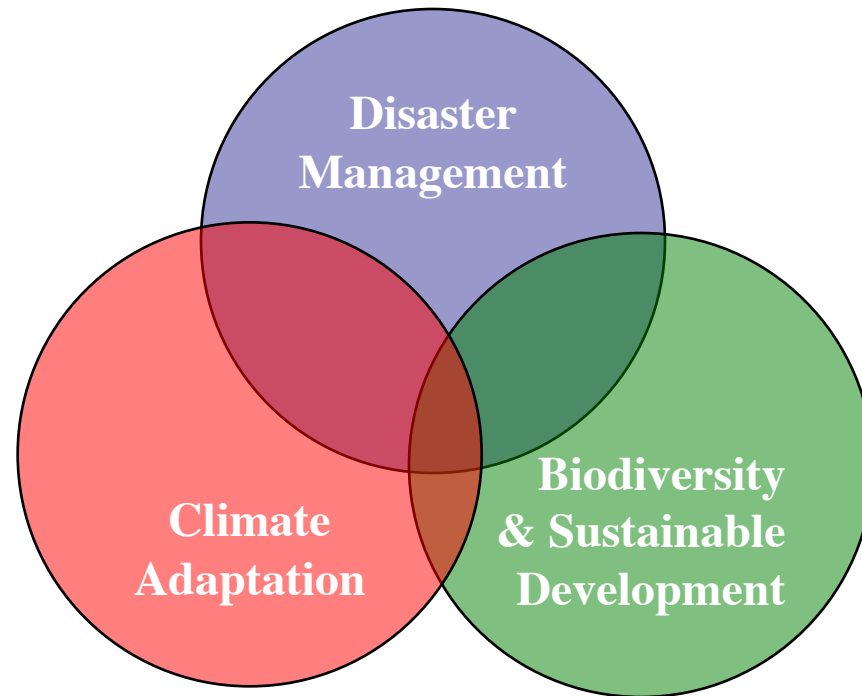 Disaster
Management
Climate
Adaptation
Biodiversity
& Sustainable
Development